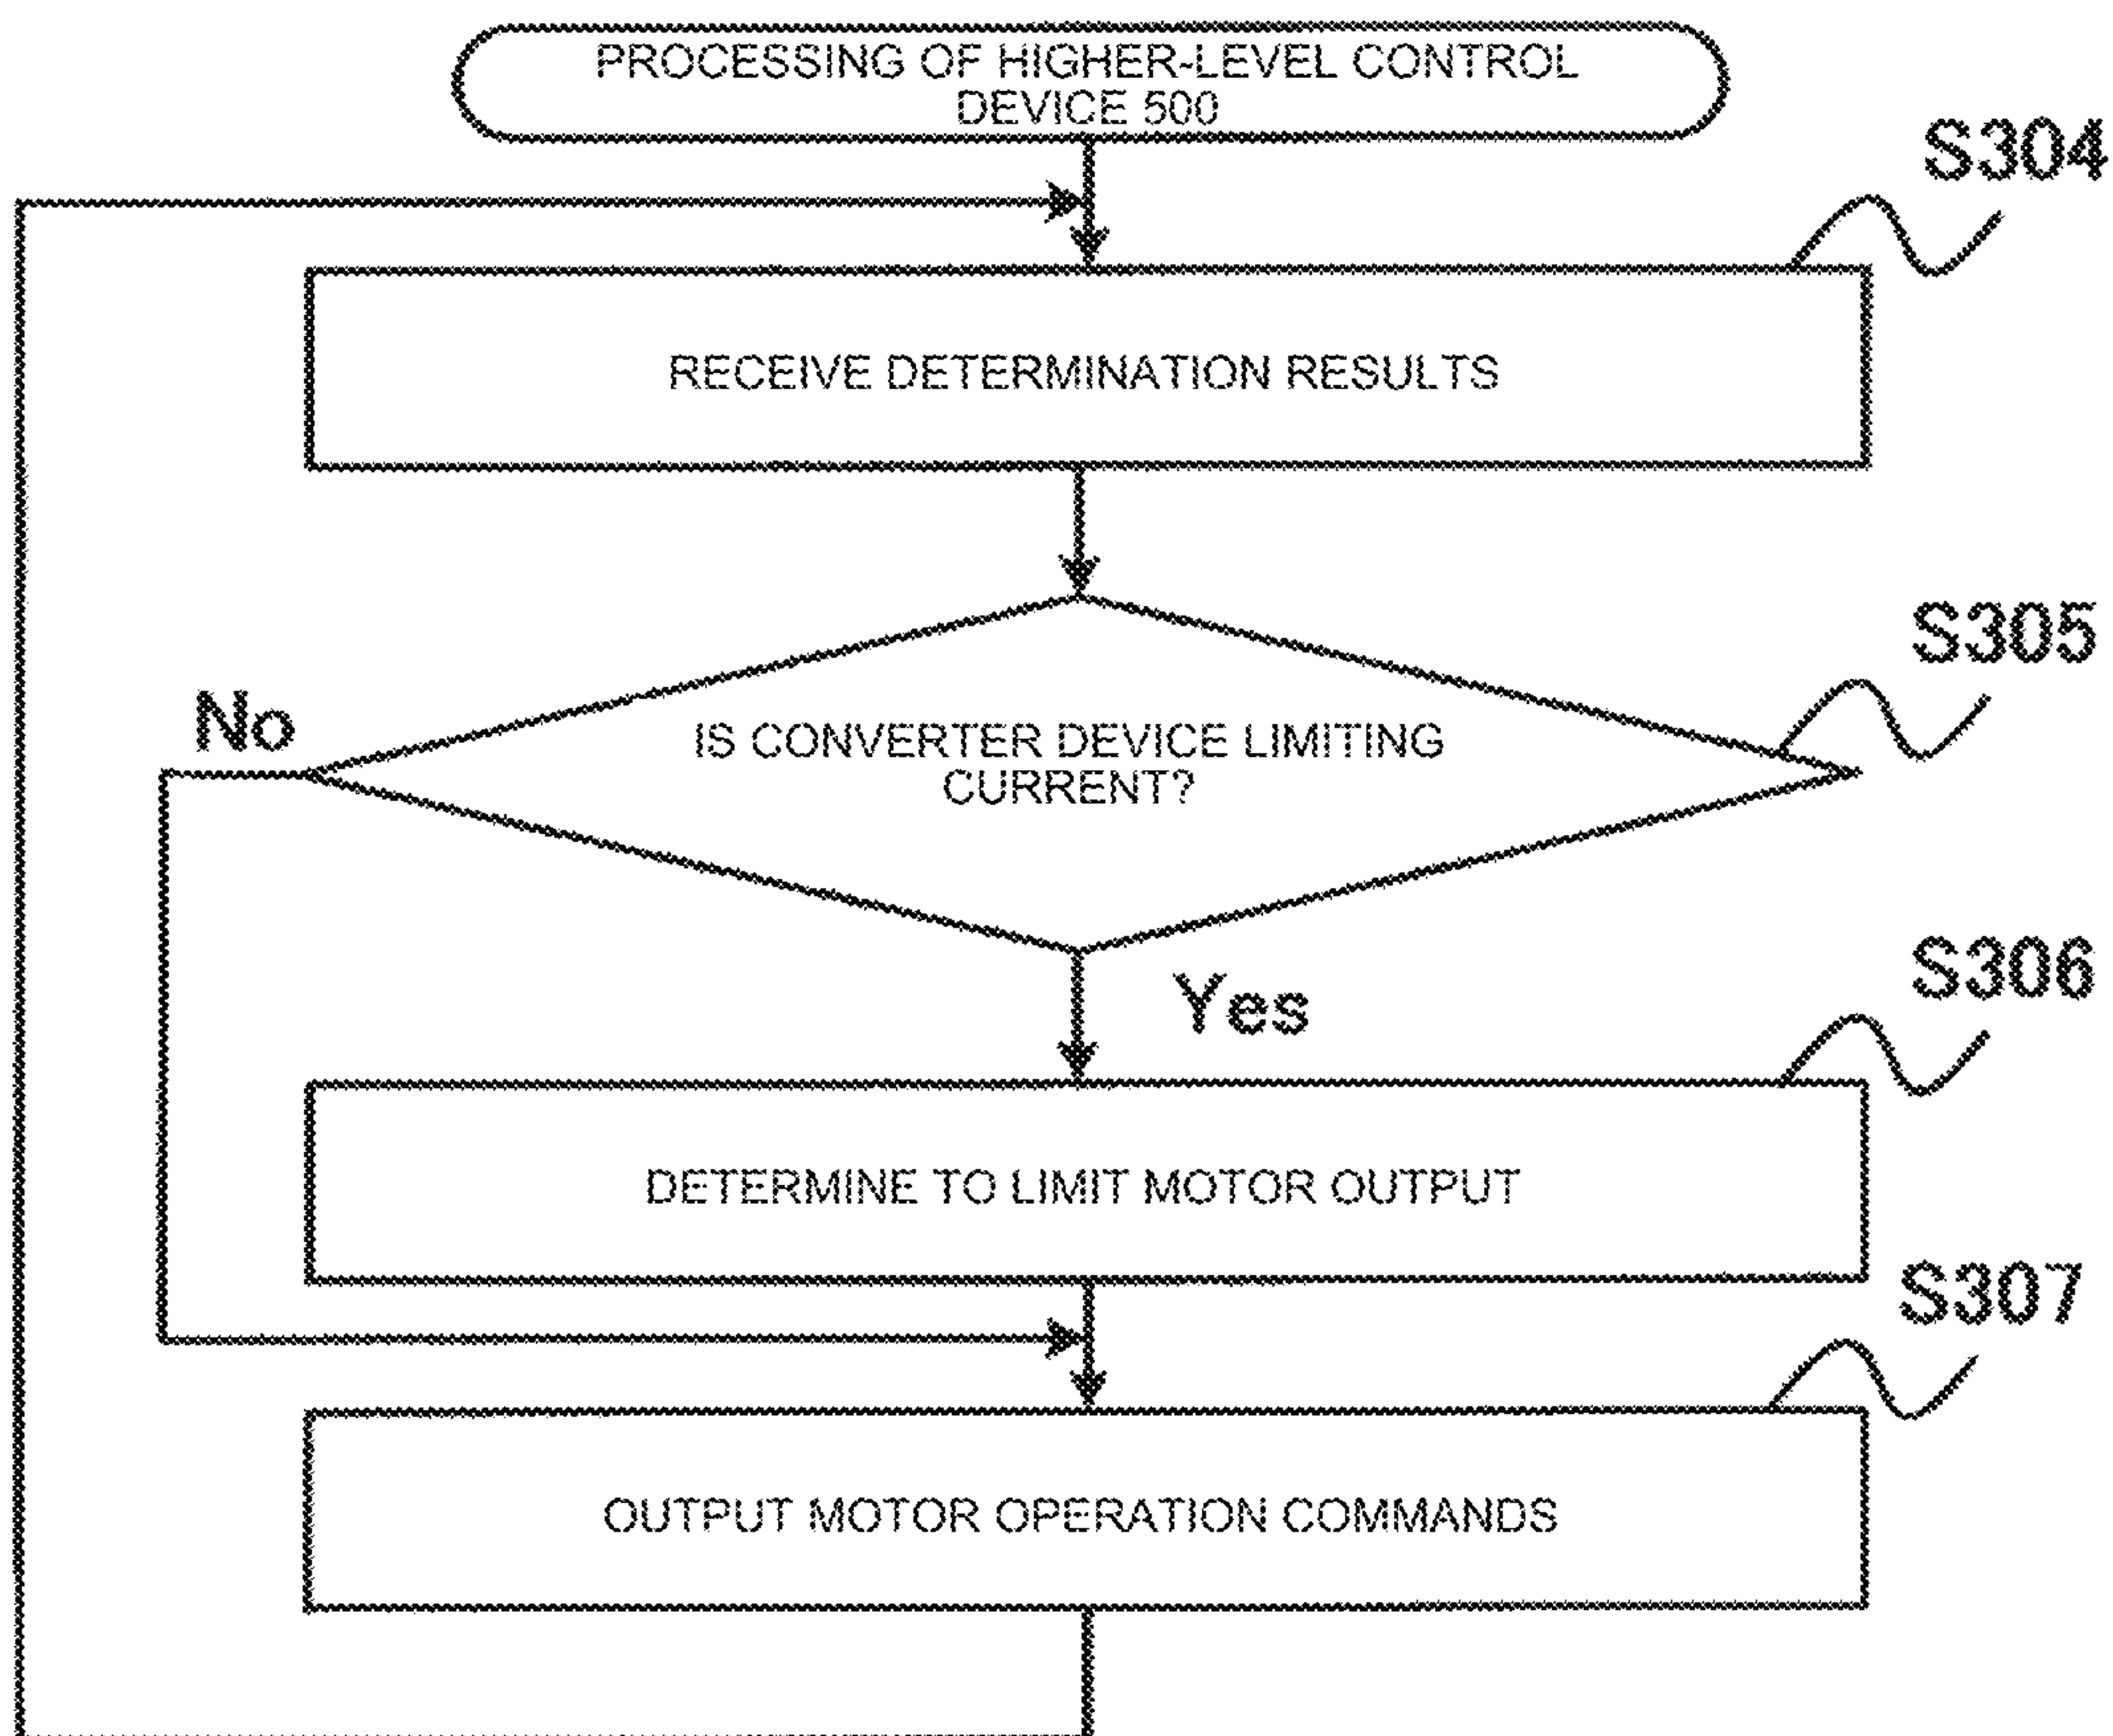 PROCESSING OF HIGHER-LEVEL CONTROL
DEVICE 500
S304
RECEIVE DETERMINATION RESULTS
S305
No
IS CONVERTER DEVICE LIMITING
CURRENT?
Yes
S306
DETERMINE TO LIMIT MOTOR OUTPUT
S307
OUTPUT MOTOR OPERATION COMMANDS